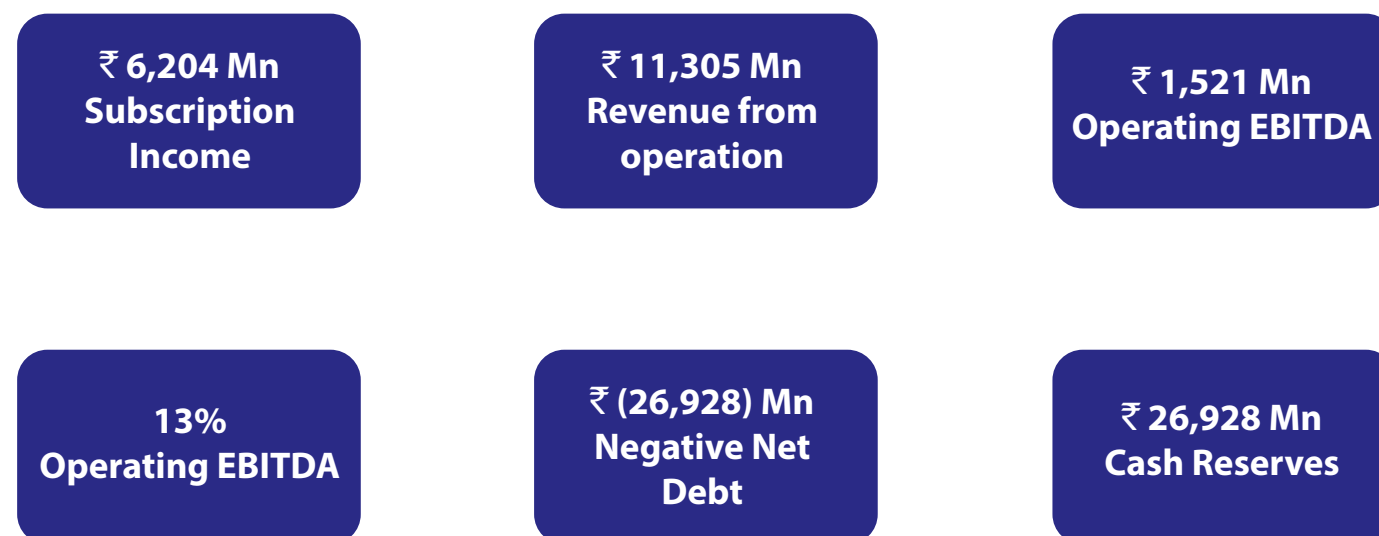 ₹ 6,204 Mn
Subscription
Income
₹ 11,305 Mn
Revenue from
operation
₹ 1,521 Mn
Operating EBITDA
13%
Operating EBITDA
₹ (26,928) Mn
Negative Net
Debt
₹ 26,928 Mn
Cash Reserves